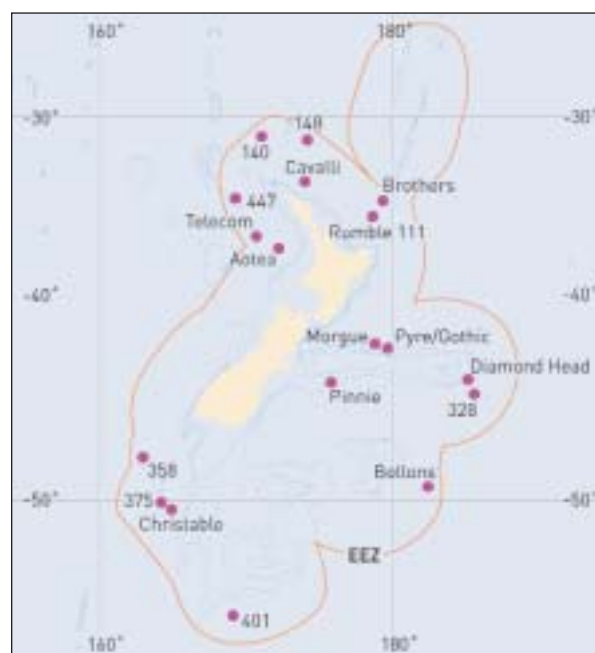 160° 180°
-30° -30°
148
140
Cavalli
Brothers
447
Telecom
Rumble 111
Aotea
-40° -40°
Morgue Pyre/Gothic
Diamond Head
Pinnie
328
358
Bollons
375
-50° -50°
Christable
EEZ
401
160° 180°